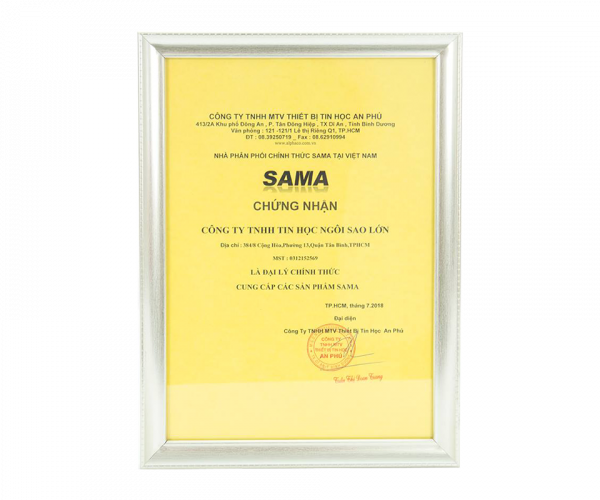 CÔNG TY TNHH MTV THIẾT BỊ TIN HỌC AN PHÚ
413/2A Khu phố Đông An , P. Tân Đông Hiệp , TX Dĩ An , Tỉnh Bình Dương
Văn phòng : 121 -121/1 Lê thị Riêng Q1, TP.HCM
ĐT : 08.39250719 _ Fax : 08.62910994
NHÀ PHÂN PHỐI CHÍNH THỨC SAMA TẠI VIỆT NAM
SAMA
CHỨNG NHẬN
CÔNG TY TNHH TIN HỌC NGÔI SAO LỚN
Địa chỉ : 384/8 Cộng Hòa,Phường 13,Quận Tân Bình,TPHCM
MST : 0312152569
LÀ ĐẠI LÝ CHÍNH THỨC
CUNG CẤP CÁC SẢN PHẨM SAMA
TP.HCM, tháng 7.2018
Đại diện
Công Ty TNHH MTV Thiết Bị Tin Học An Phú
CÔNG TY
TNHH MTV
THIẾT BỊ TIN HỌC
AN PHÚ